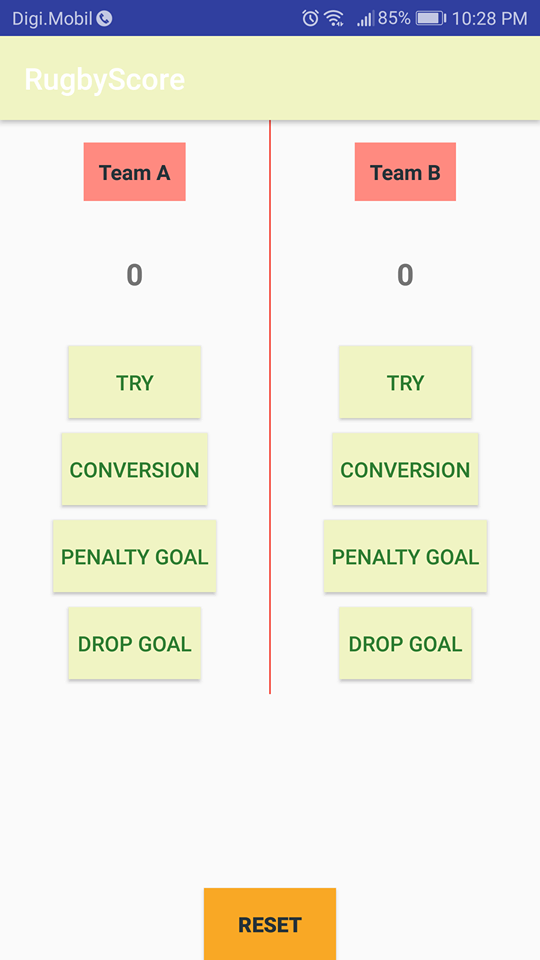 Digi.Mobil 85% 10:28 PM
RugbyScore
Team A Team B
0 0
TRY TRY
CONVERSION CONVERSION
PENALTY GOAL PENALTY GOAL
DROP GOAL DROP GOAL
RESET